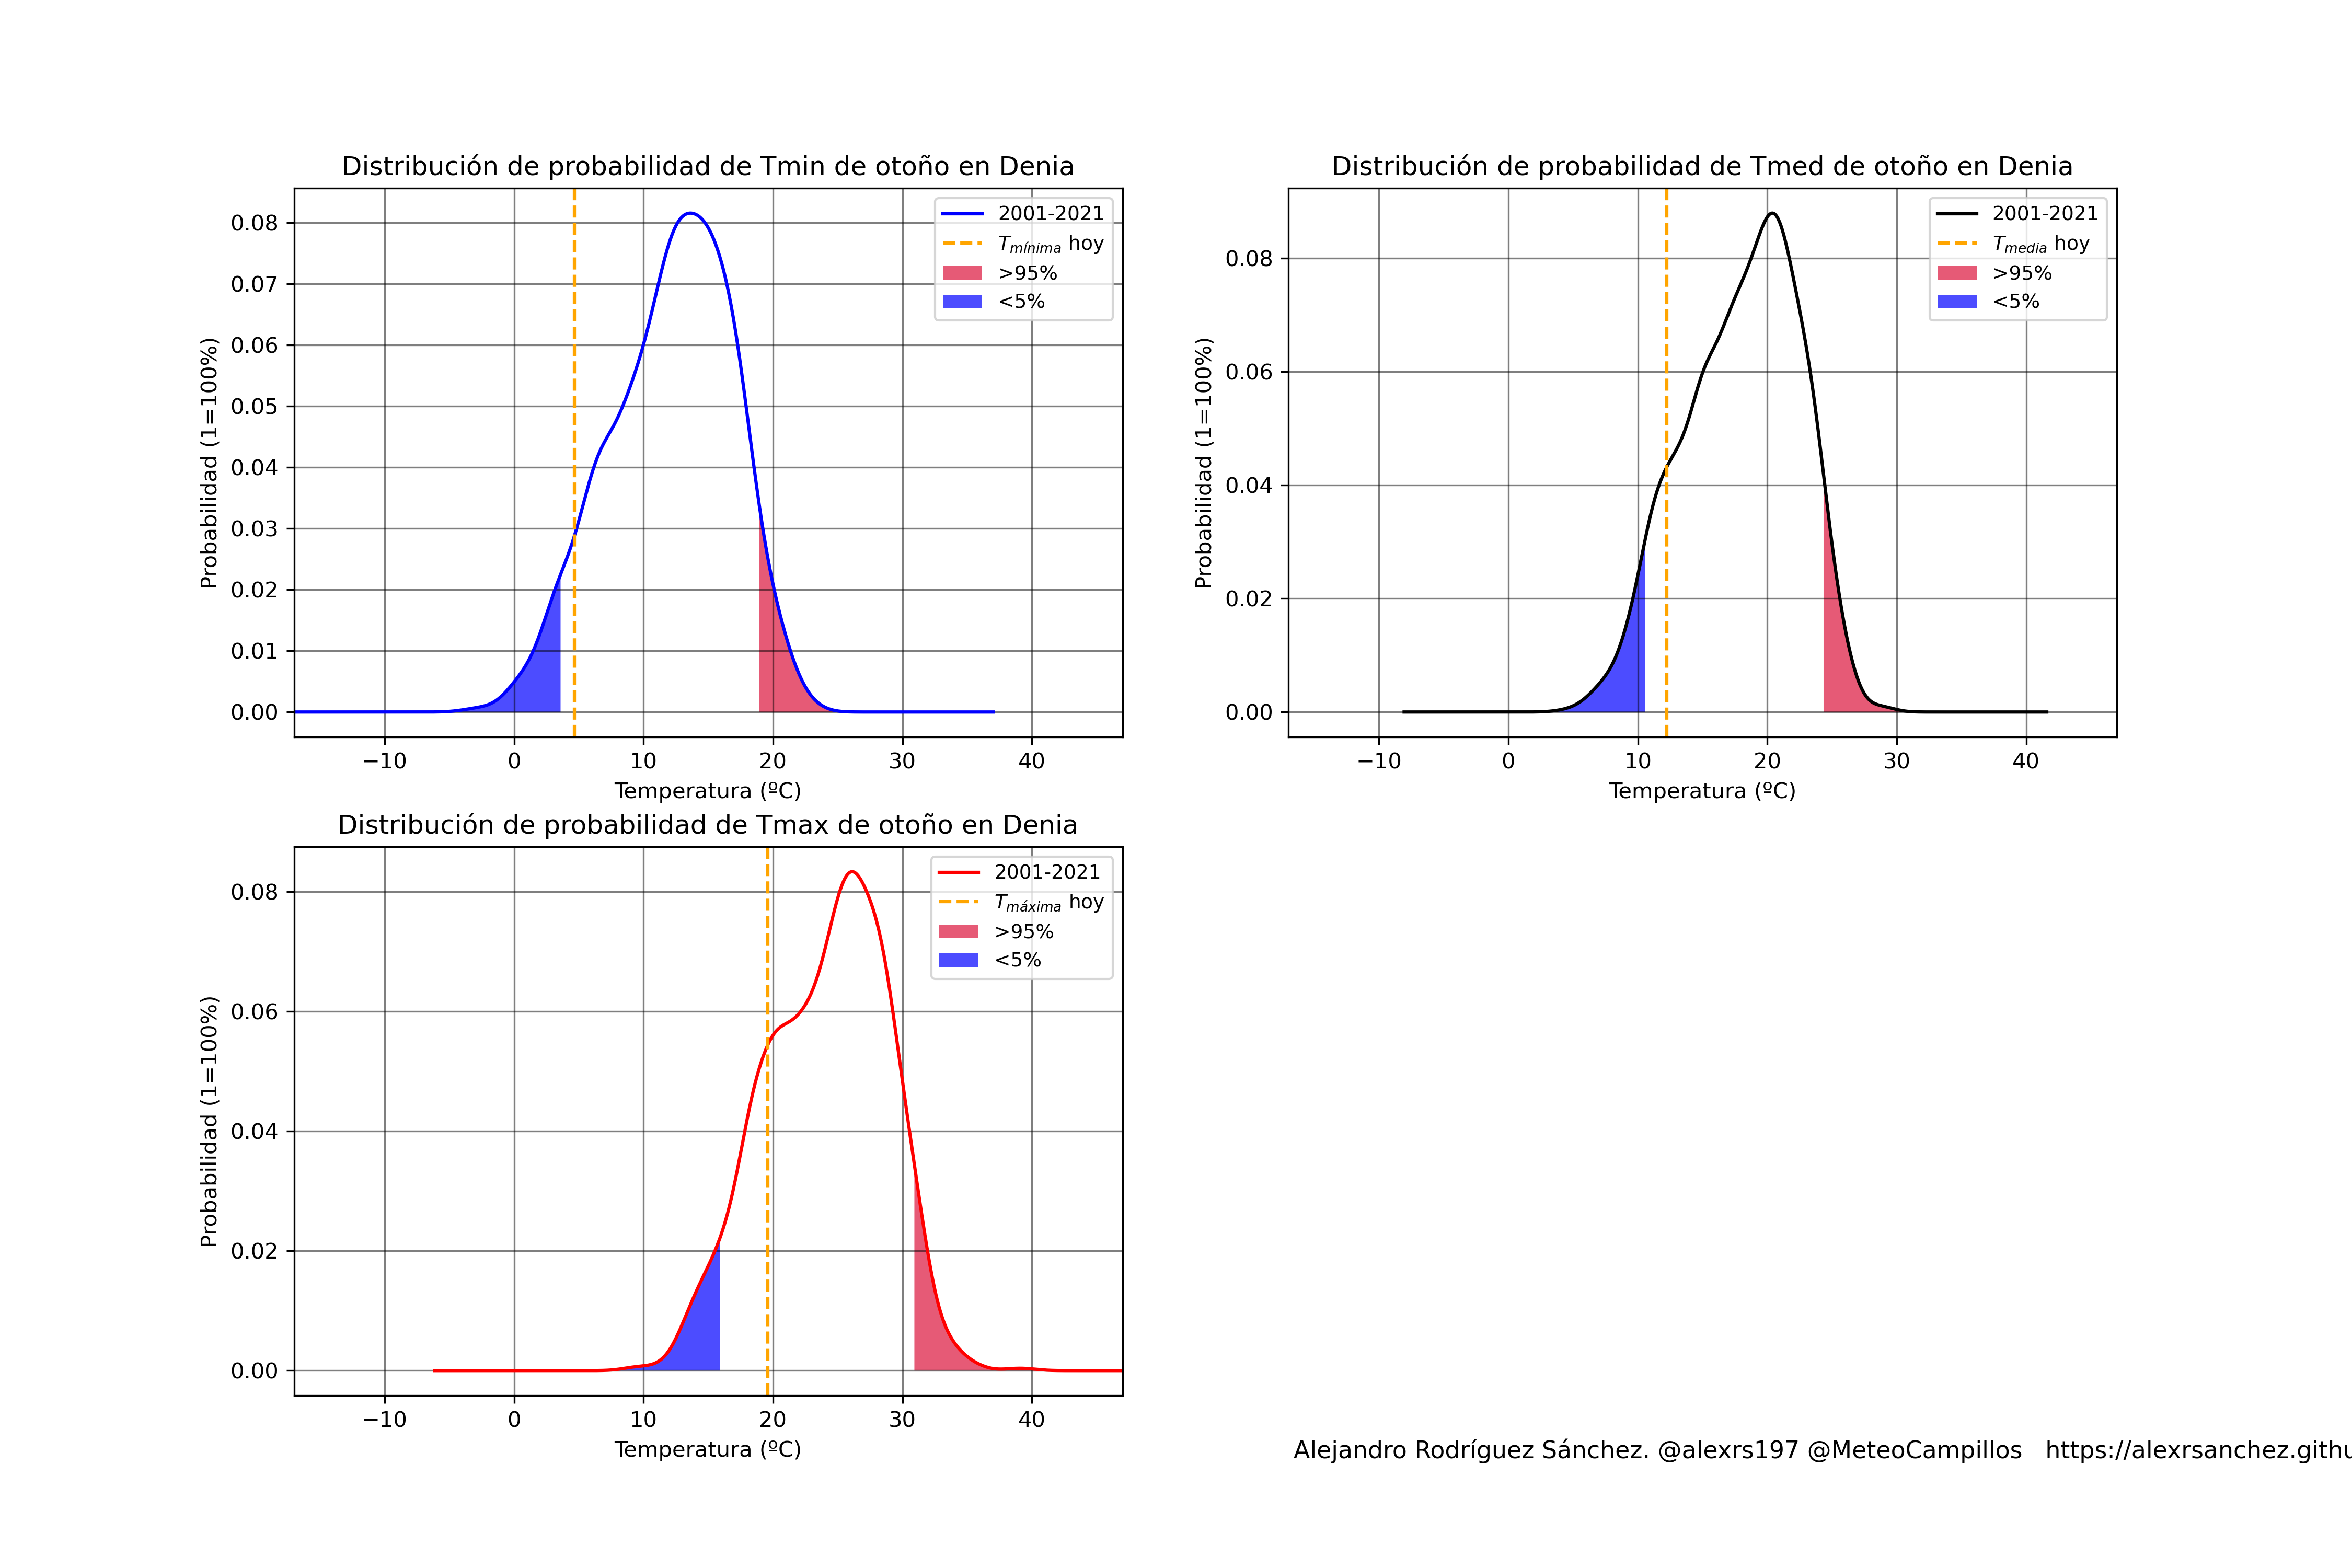 Distribución de probabilidad de Tmin de otoño en Denia
0.08
0.07
0.06
0.05
0.04
0.03
0.02
0.01
0.00
Probabilidad (1=100%)
−10 0 10 20 30 40
Temperatura (ºC)
2001-2021
Tmínima hoy
>95%
<5%
Distribución de probabilidad de Tmed de otoño en Denia
0.08
0.06
0.04
0.02
0.00
Probabilidad (1=100%)
−10 0 10 20 30 40
Temperatura (ºC)
2001-2021
Tmedia hoy
>95%
<5%
Distribución de probabilidad de Tmax de otoño en Denia
0.08
0.06
0.04
0.02
0.00
Probabilidad (1=100%)
−10 0 10 20 30 40
Temperatura (ºC)
2001-2021
Tmáxima hoy
>95%
<5%
Alejandro Rodríguez Sánchez. @alexrs197 @MeteoCampillos https://alexrsanchez.githu